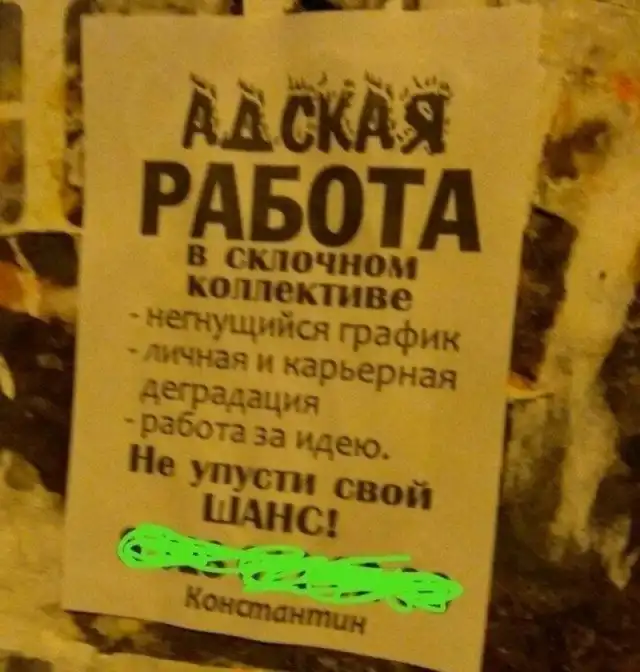 АДСКАЯ
РАБОТА
в склочном
коллективе
- негнущийся график
- личная и карьерная
деградация
- работа за идею.
Не упусти свой
ШАНС!
Константин